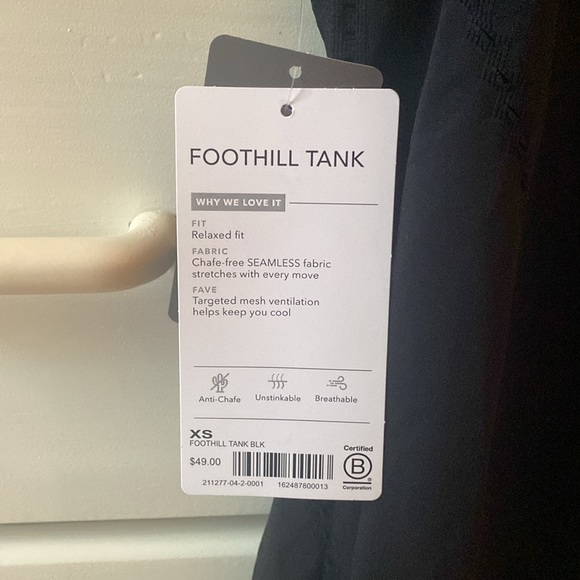 FOOTHILL TANK
WHY WE LOVE IT
FIT
Relaxed fit
FABRIC
Chafe-free SEAMLESS fabric
stretches with every move
FAVE
Targeted mesh ventilation
helps keep you cool
Anti-Chafe Unstinkable Breathable
XS
FOOTHILL TANK BLK
$49.00
211277-04-2-0001 162487800013
Certified
B
®
Corporation